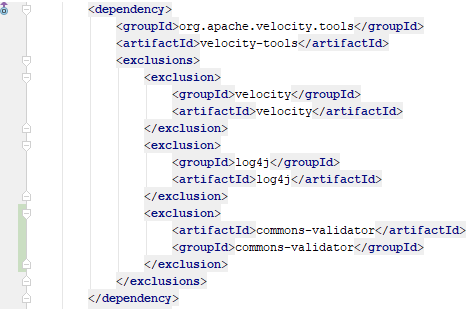 <dependency>
<groupId>org.apache.velocity.tools</groupId>
<artifactId>velocity-tools</artifactId>
<exclusions>
<exclusion>
<groupId>velocity</groupId>
<artifactId>velocity</artifactId>
</exclusion>
<exclusion>
<groupId>log4j</groupId>
<artifactId>log4j</artifactId>
</exclusion>
<exclusion>
<artifactId>commons-validator</artifactId>
<groupId>commons-validator</groupId>
</exclusion>
</exclusions>
</dependency>